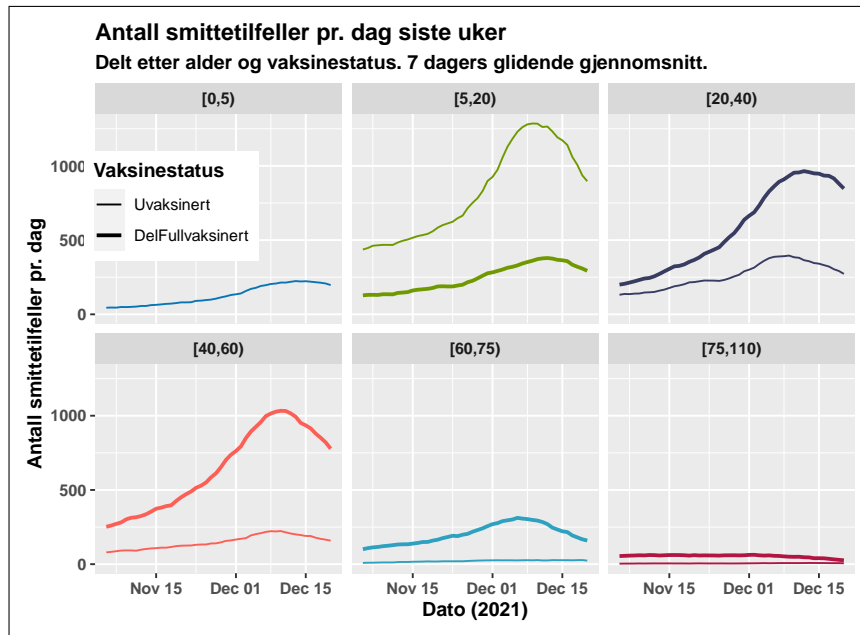 Antall smittetilfeller pr. dag siste uker
Delt etter alder og vaksinestatus. 7 dagers glidende gjennomsnitt.
[0,5)
[5,20)
[20,40)
Vaksinestatus
Uvaksinert
DelFullvaksinert
1000
500
0
[40,60)
[60,75)
[75,110)
1000
500
0
Antall smittetilfeller pr. dag
Nov 15 Dec 01 Dec 15
Nov 15 Dec 01 Dec 15
Nov 15 Dec 01 Dec 15
Dato (2021)